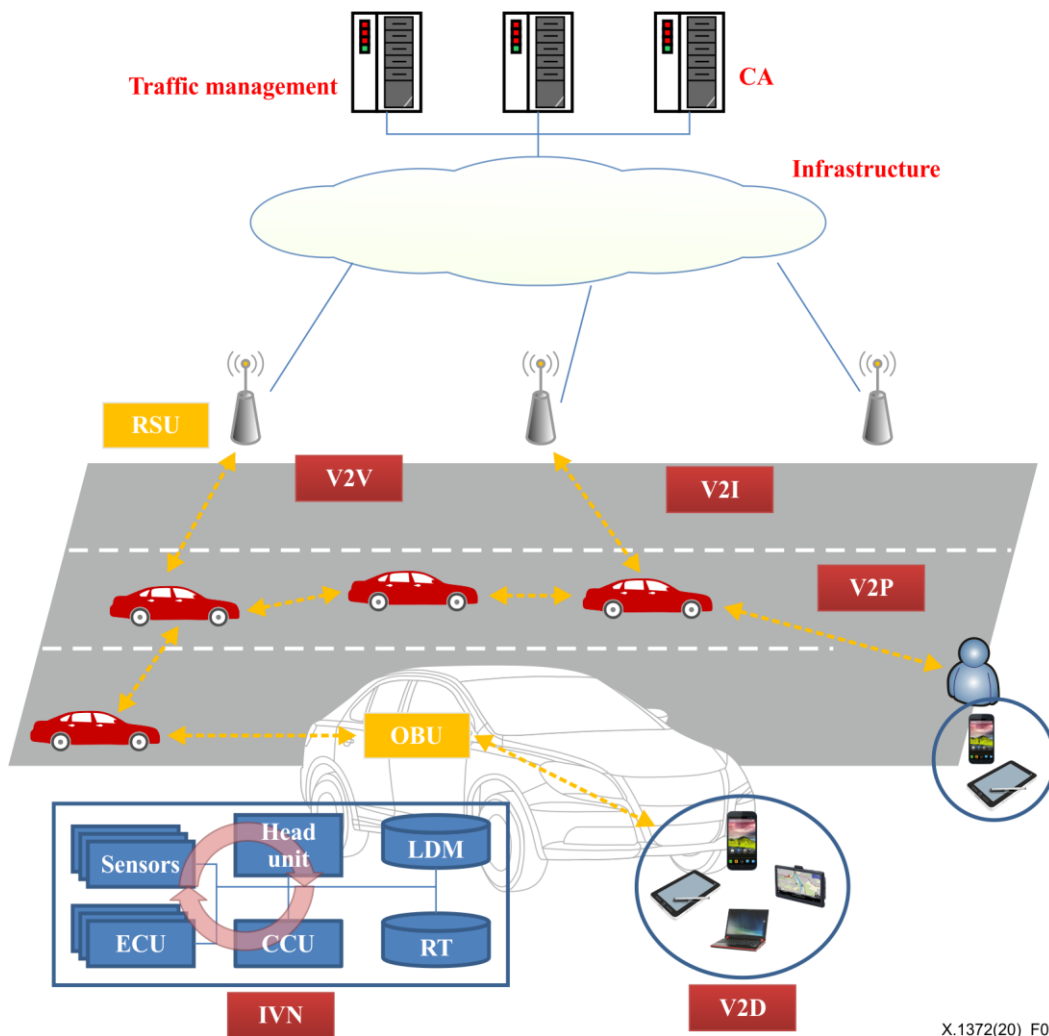 Traffic management
CA
Infrastructure
RSU
V2V
V2I
V2P
OBU
Sensors
Head
unit
LDM
ECU
CCU
RT
IVN
V2D
X.1372(20)_F0